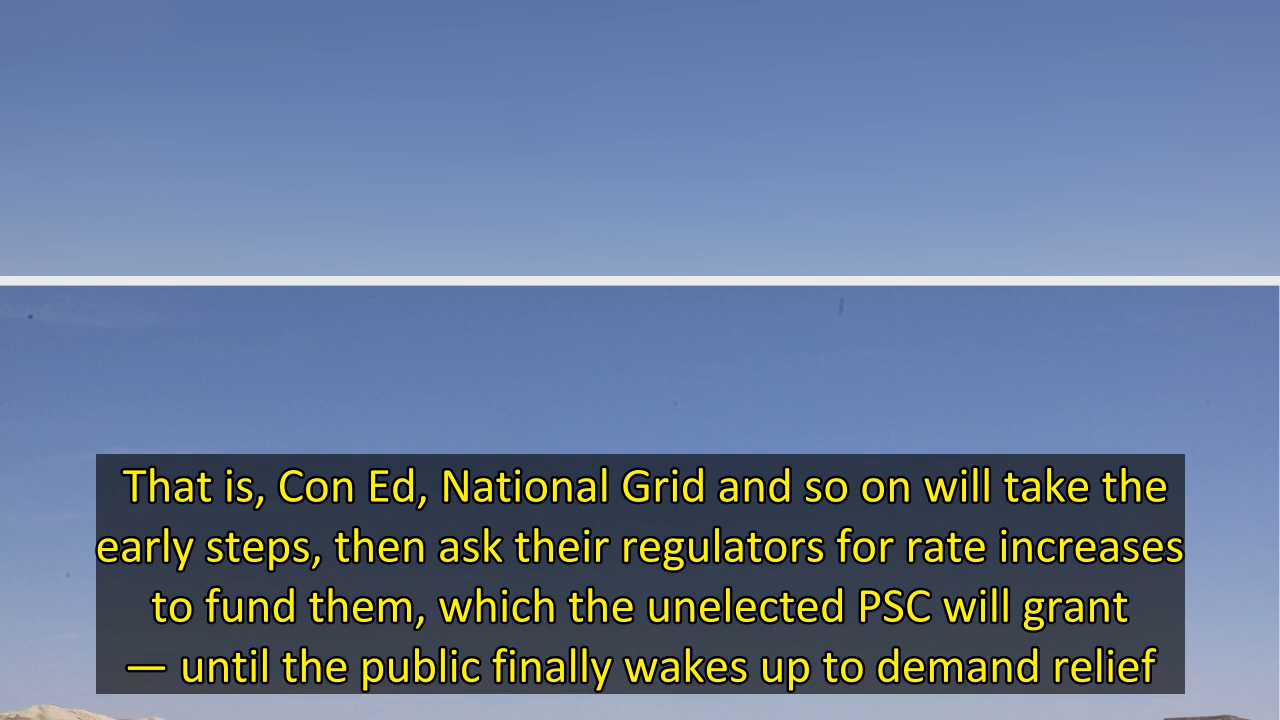 That is, Con Ed, National Grid and so on will take the
early steps, then ask their regulators for rate increases
to fund them, which the unelected PSC will grant
— until the public finally wakes up to demand relief